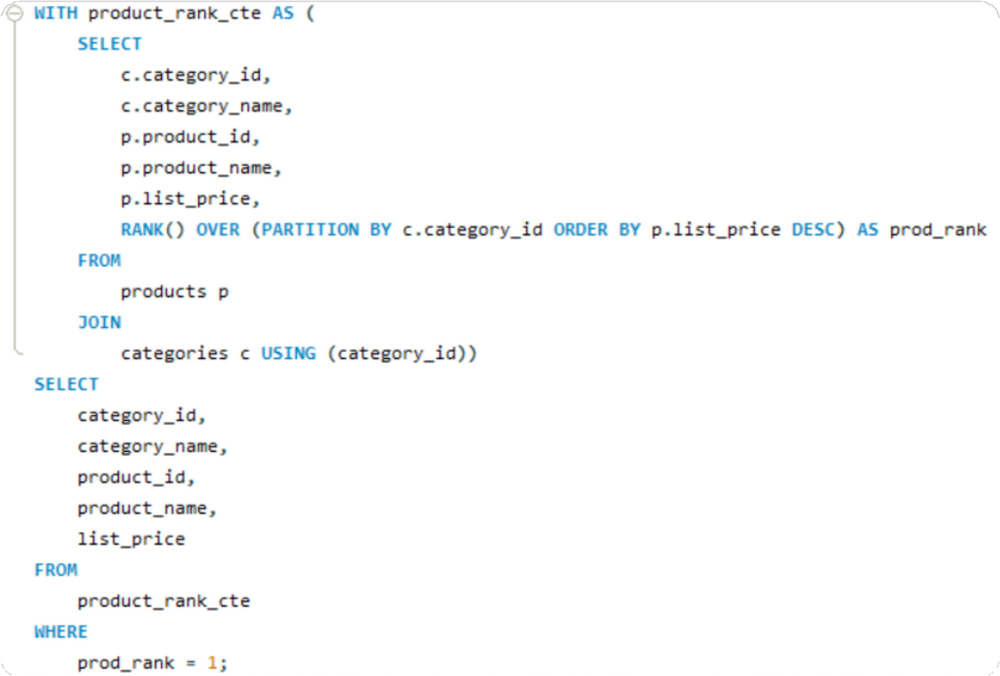 WITH product_rank_cte AS (
SELECT
c.category_id,
c.category_name,
p.product_id,
p.product_name,
p.list_price,
RANK() OVER (PARTITION BY c.category_id ORDER BY p.list_price DESC) AS prod_rank
FROM
products p
JOIN
categories c USING (category_id))
SELECT
category_id,
category_name,
product_id,
product_name,
list_price
FROM
product_rank_cte
WHERE
prod_rank = 1;